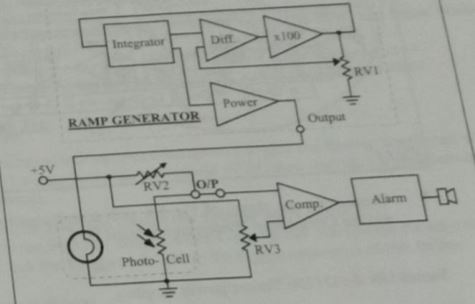 Integrator
Diff.
x100
RV1
Power
RAMP GENERATOR
Output
+5V
RV2
O/P
Comp.
Alarm
RV3
Photo- Cell